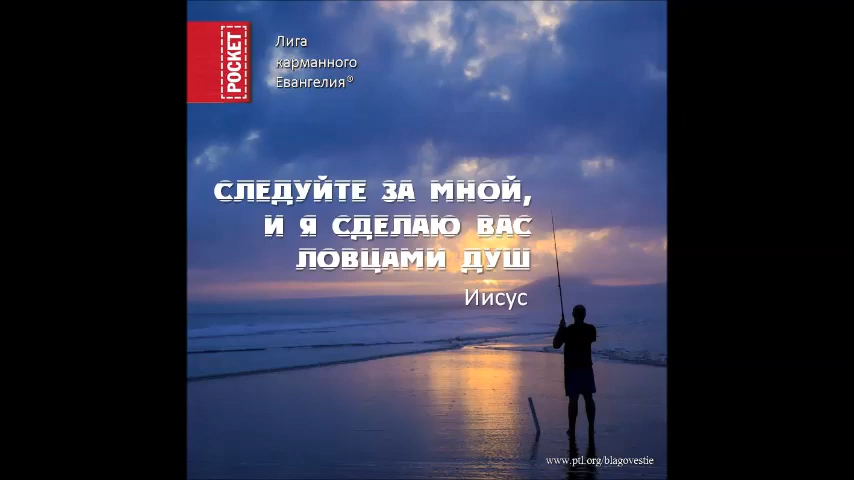 POCKET
Лига
карманного
Евангелия®
СЛЕДУЙТЕ ЗА МНОЙ,
И Я СДЕЛАЮ ВАС
ЛОВЦАМИ ДУШ
Иисус
www.ptl.org/blagovestie